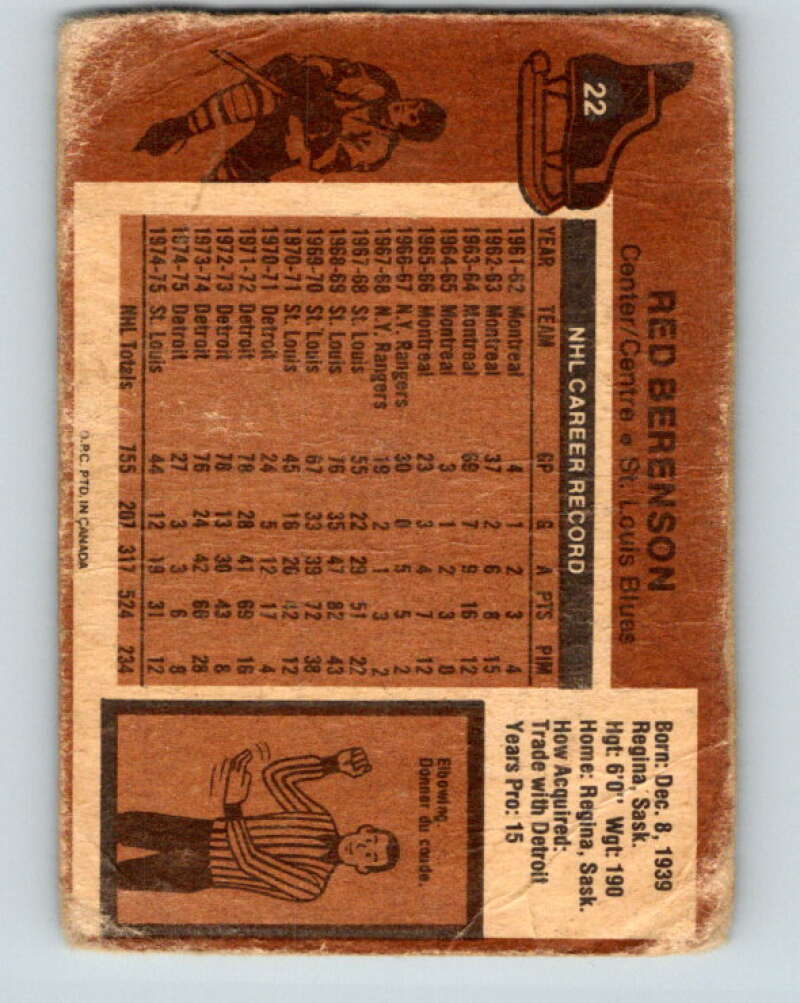 22
RED BERENSON
Center/Centre • St. Louis Blues
NHL CAREER RECORD
YEAR TEAM GP G A PTS PIM
1961-62 Montreal 4 1 2 3 4
1962-63 Montreal 37 2 6 8 15
1963-64 Montreal 69 7 9 16 12
1964-65 Montreal 3 1 2 3 0
1965-66 Montreal 23 3 4 7 12
1966-67 N.Y. Rangers 30 0 5 5 2
1967-68 N.Y. Rangers 19 2 1 3 2
1967-68 St. Louis 55 22 29 51 22
1968-69 St. Louis 76 35 47 82 43
1969-70 St. Louis 67 33 39 72 38
1970-71 St. Louis 45 16 26 42 12
1970-71 Detroit 24 5 12 17 4
1971-72 Detroit 78 28 41 69 16
1972-73 Detroit 78 13 30 43 8
1973-74 Detroit 76 24 42 66 28
1974-75 Detroit 27 3 3 6 8
1974-75 St. Louis 44 12 19 31 12
NHL Totals 755 207 317 524 234
O.P.C. PTD. IN CANADA
Born: Dec. 8, 1939
Regina, Sask.
Hgt: 6'0" Wgt: 190
Home: Regina, Sask.
How Acquired:
Trade with Detroit
Years Pro: 15
Elbowing.
Donner du coude.